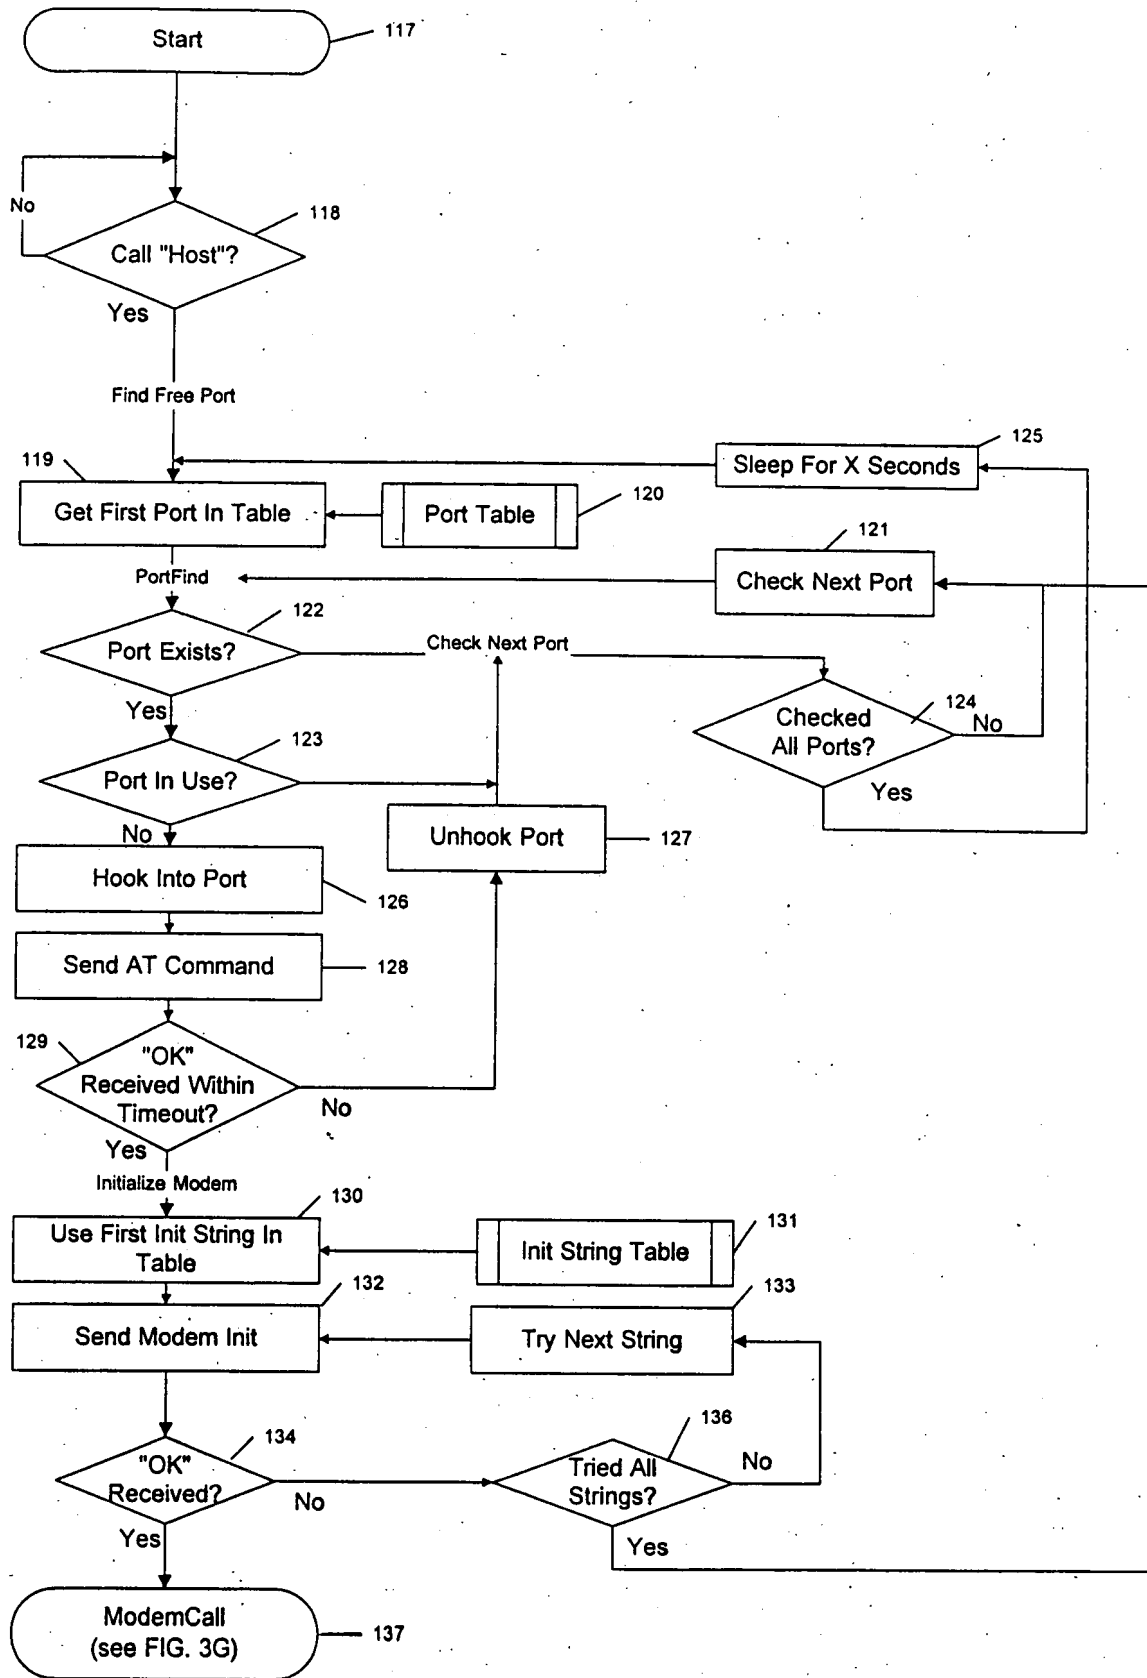 Start
117
No
118
Call "Host"?
Yes
Find Free Port
125
Sleep For X Seconds
119
120
Get First Port In Table
Port Table
121
PortFind
Check Next Port
122
Port Exists?
Check Next Port
Yes
124
Checked
All Ports?
No
123
Port In Use?
Yes
No
Unhook Port
127
Hook Into Port
126
Send AT Command
128
129
"OK"
Received Within
Timeout?
No
Yes
Initialize Modem
130
Use First Init String In
Table
131
Init String Table
132
133
Send Modem Init
Try Next String
134
136
"OK"
Received?
No
Tried All
Strings?
No
Yes
Yes
ModemCall
(see FIG. 3G)
137